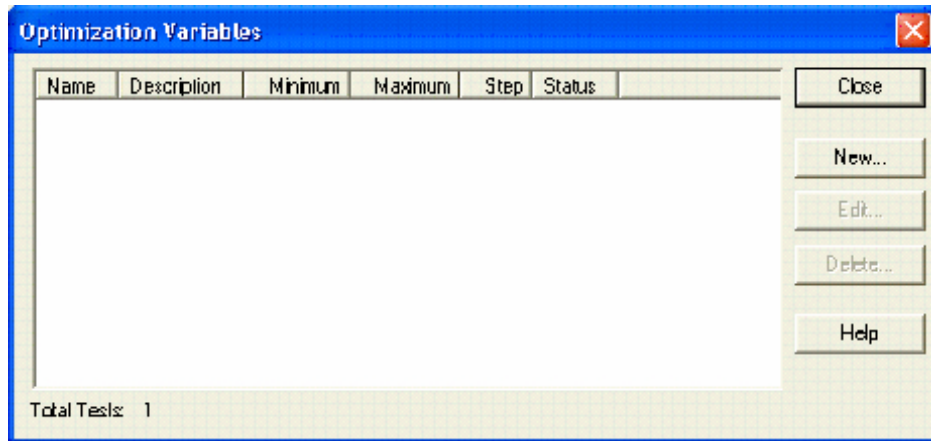 Optimization Variables
Name Description Minimum Maximum Step Status
Close
New...
Edit...
Delete...
Help
Total Tests: 1